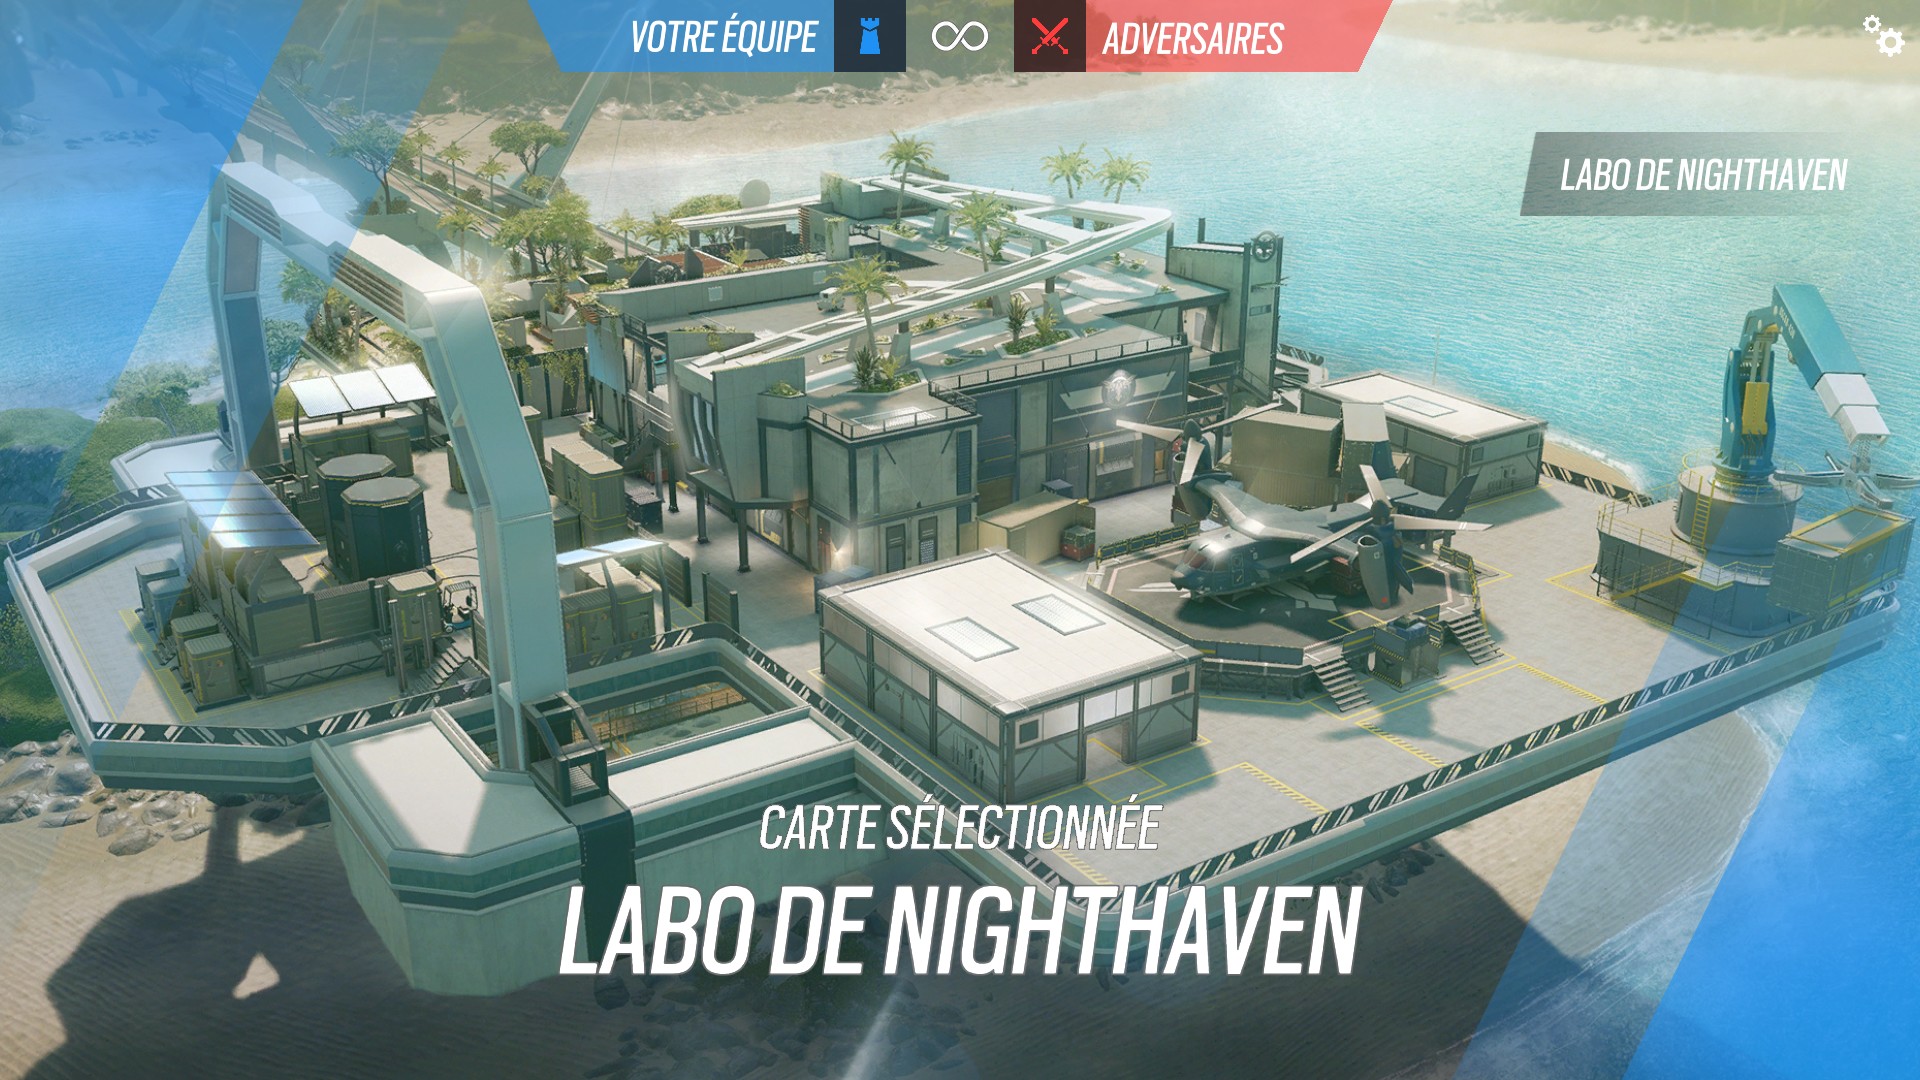 VOTRE ÉQUIPE
ADVERSAIRES
LABO DE NIGHTHAVEN
CARTE SÉLECTIONNÉE
LABO DE NIGHTHAVEN